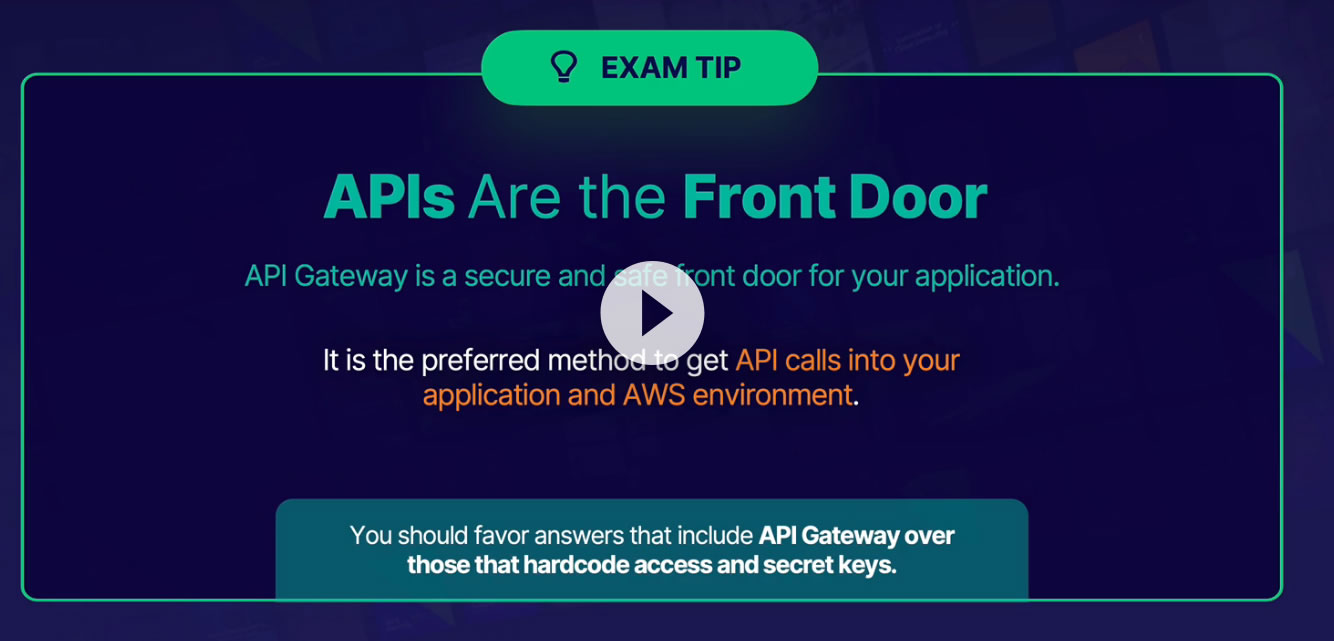 EXAM TIP
APIs Are the Front Door
API Gateway is a secure and safe front door for your application.
It is the preferred method to get API calls into your
application and AWS environment.
You should favor answers that include API Gateway over
those that hardcode access and secret keys.